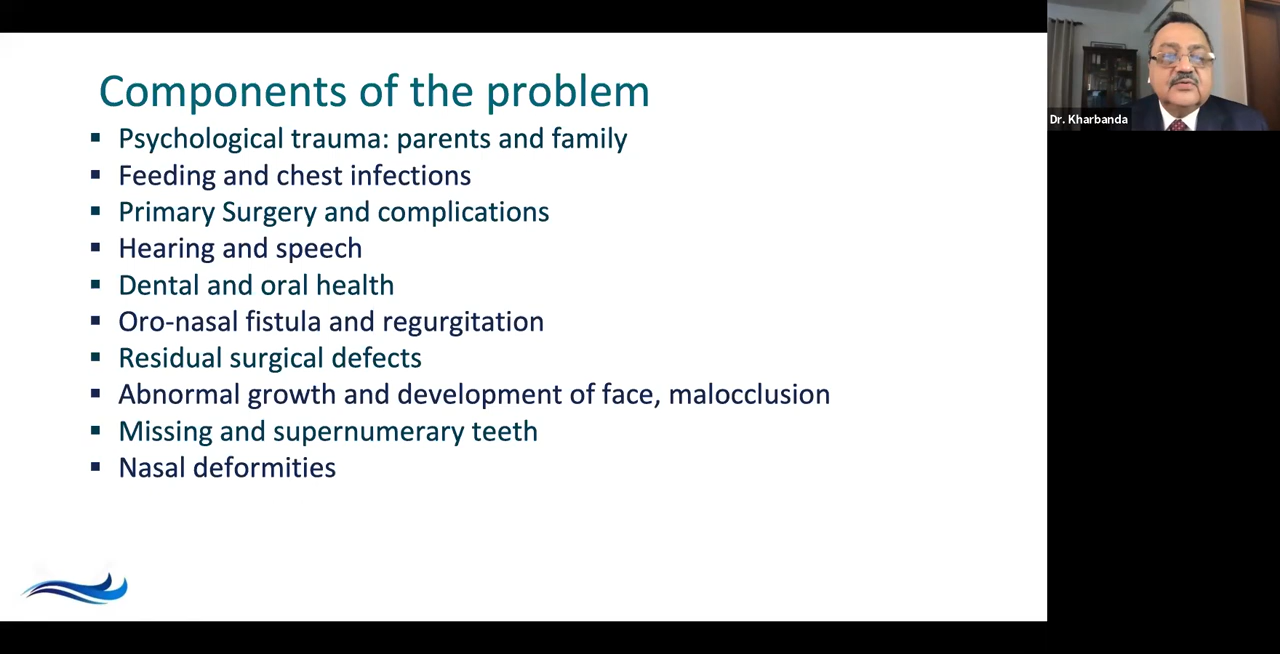 Components of the problem
▪ Psychological trauma: parents and family
▪ Feeding and chest infections
▪ Primary Surgery and complications
▪ Hearing and speech
▪ Dental and oral health
▪ Oro-nasal fistula and regurgitation
▪ Residual surgical defects
▪ Abnormal growth and development of face, malocclusion
▪ Missing and supernumerary teeth
▪ Nasal deformities
Dr. Kharbanda